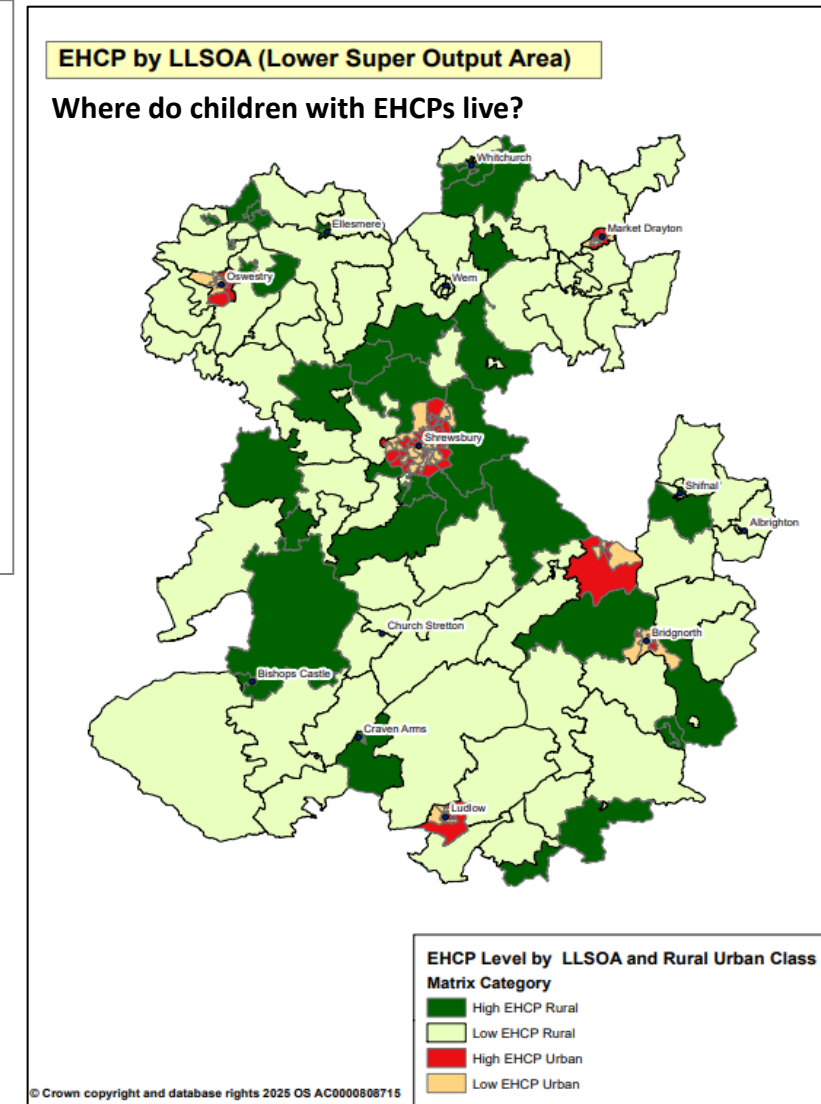 EHCP by LLSOA (Lower Super Output Area)
Where do children with EHCPs live?
Whitchurch
Ellesmere
Market Drayton
Oswestry
Wem
Shrewsbury
Shifnal
Albrighton
Church Stretton
Bridgnorth
Bishops Castle
Craven Arms
Ludlow
EHCP Level by LLSOA and Rural Urban Class
Matrix Category
High EHCP Rural
Low EHCP Rural
High EHCP Urban
Low EHCP Urban
© Crown copyright and database rights 2025 OS AC0000808715